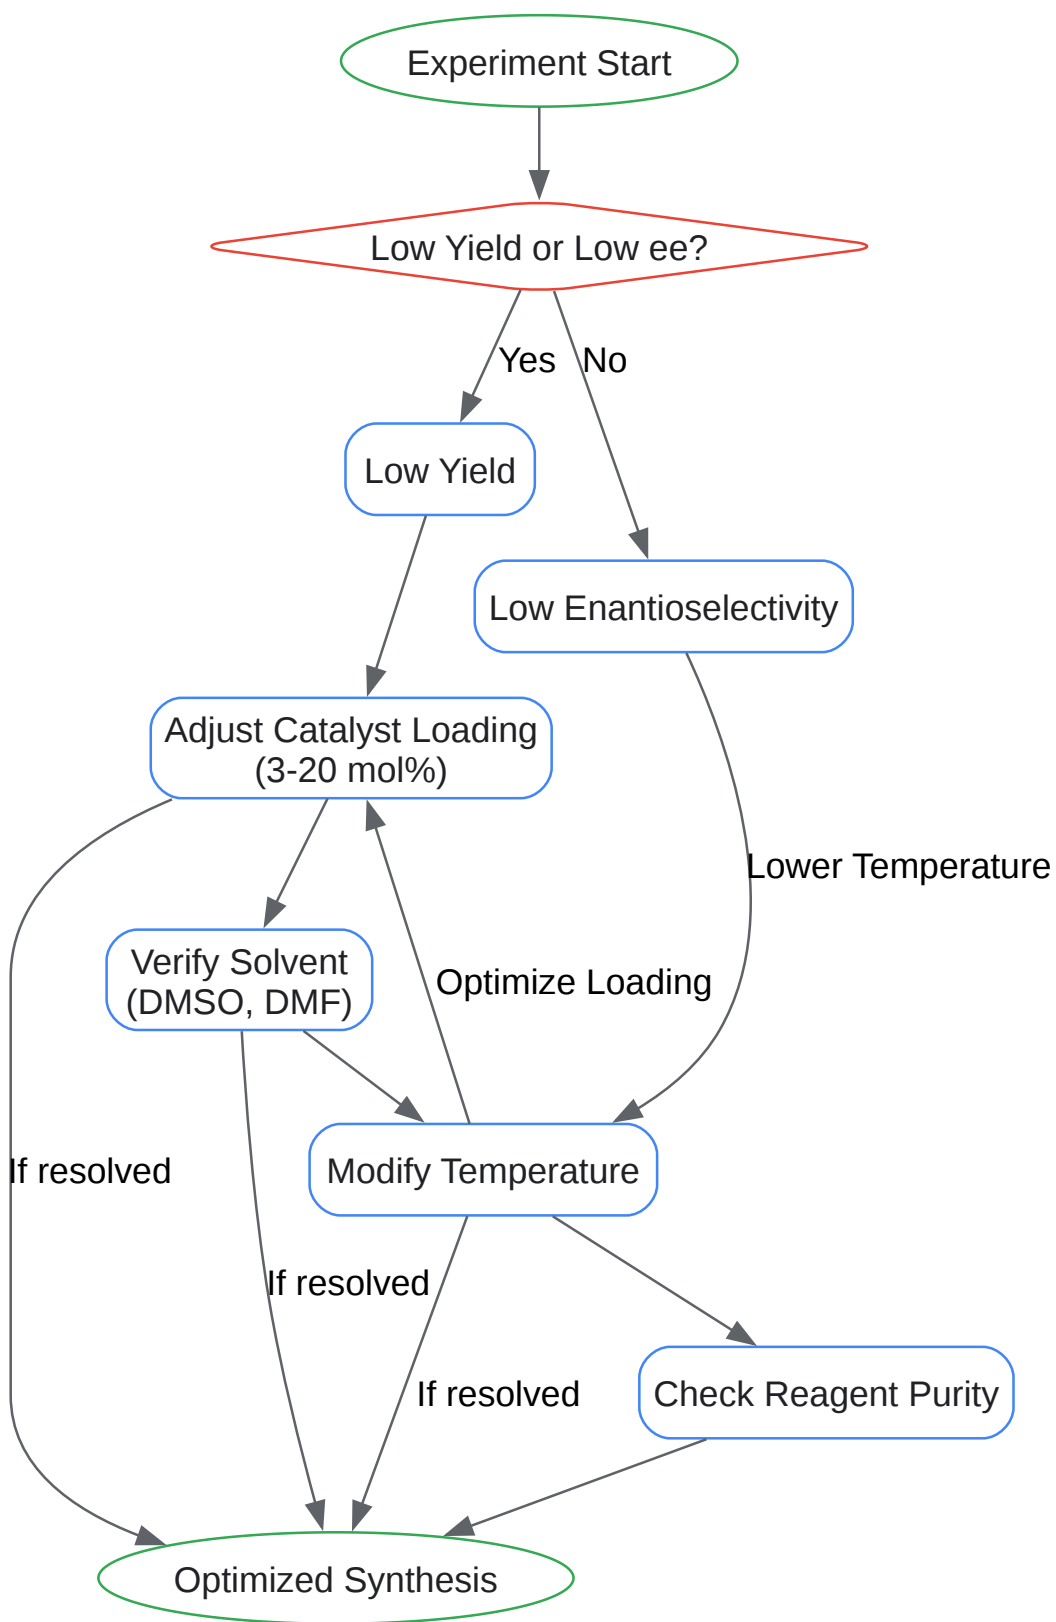 Experiment Start
Low Yield or Low ee?
Yes
No
Low Yield
Low Enantioselectivity
Adjust Catalyst Loading
(3-20 mol%)
Lower Temperature
Verify Solvent
(DMSO, DMF)
Optimize Loading
If resolved
Modify Temperature
If resolved
If resolved
Check Reagent Purity
Optimized Synthesis